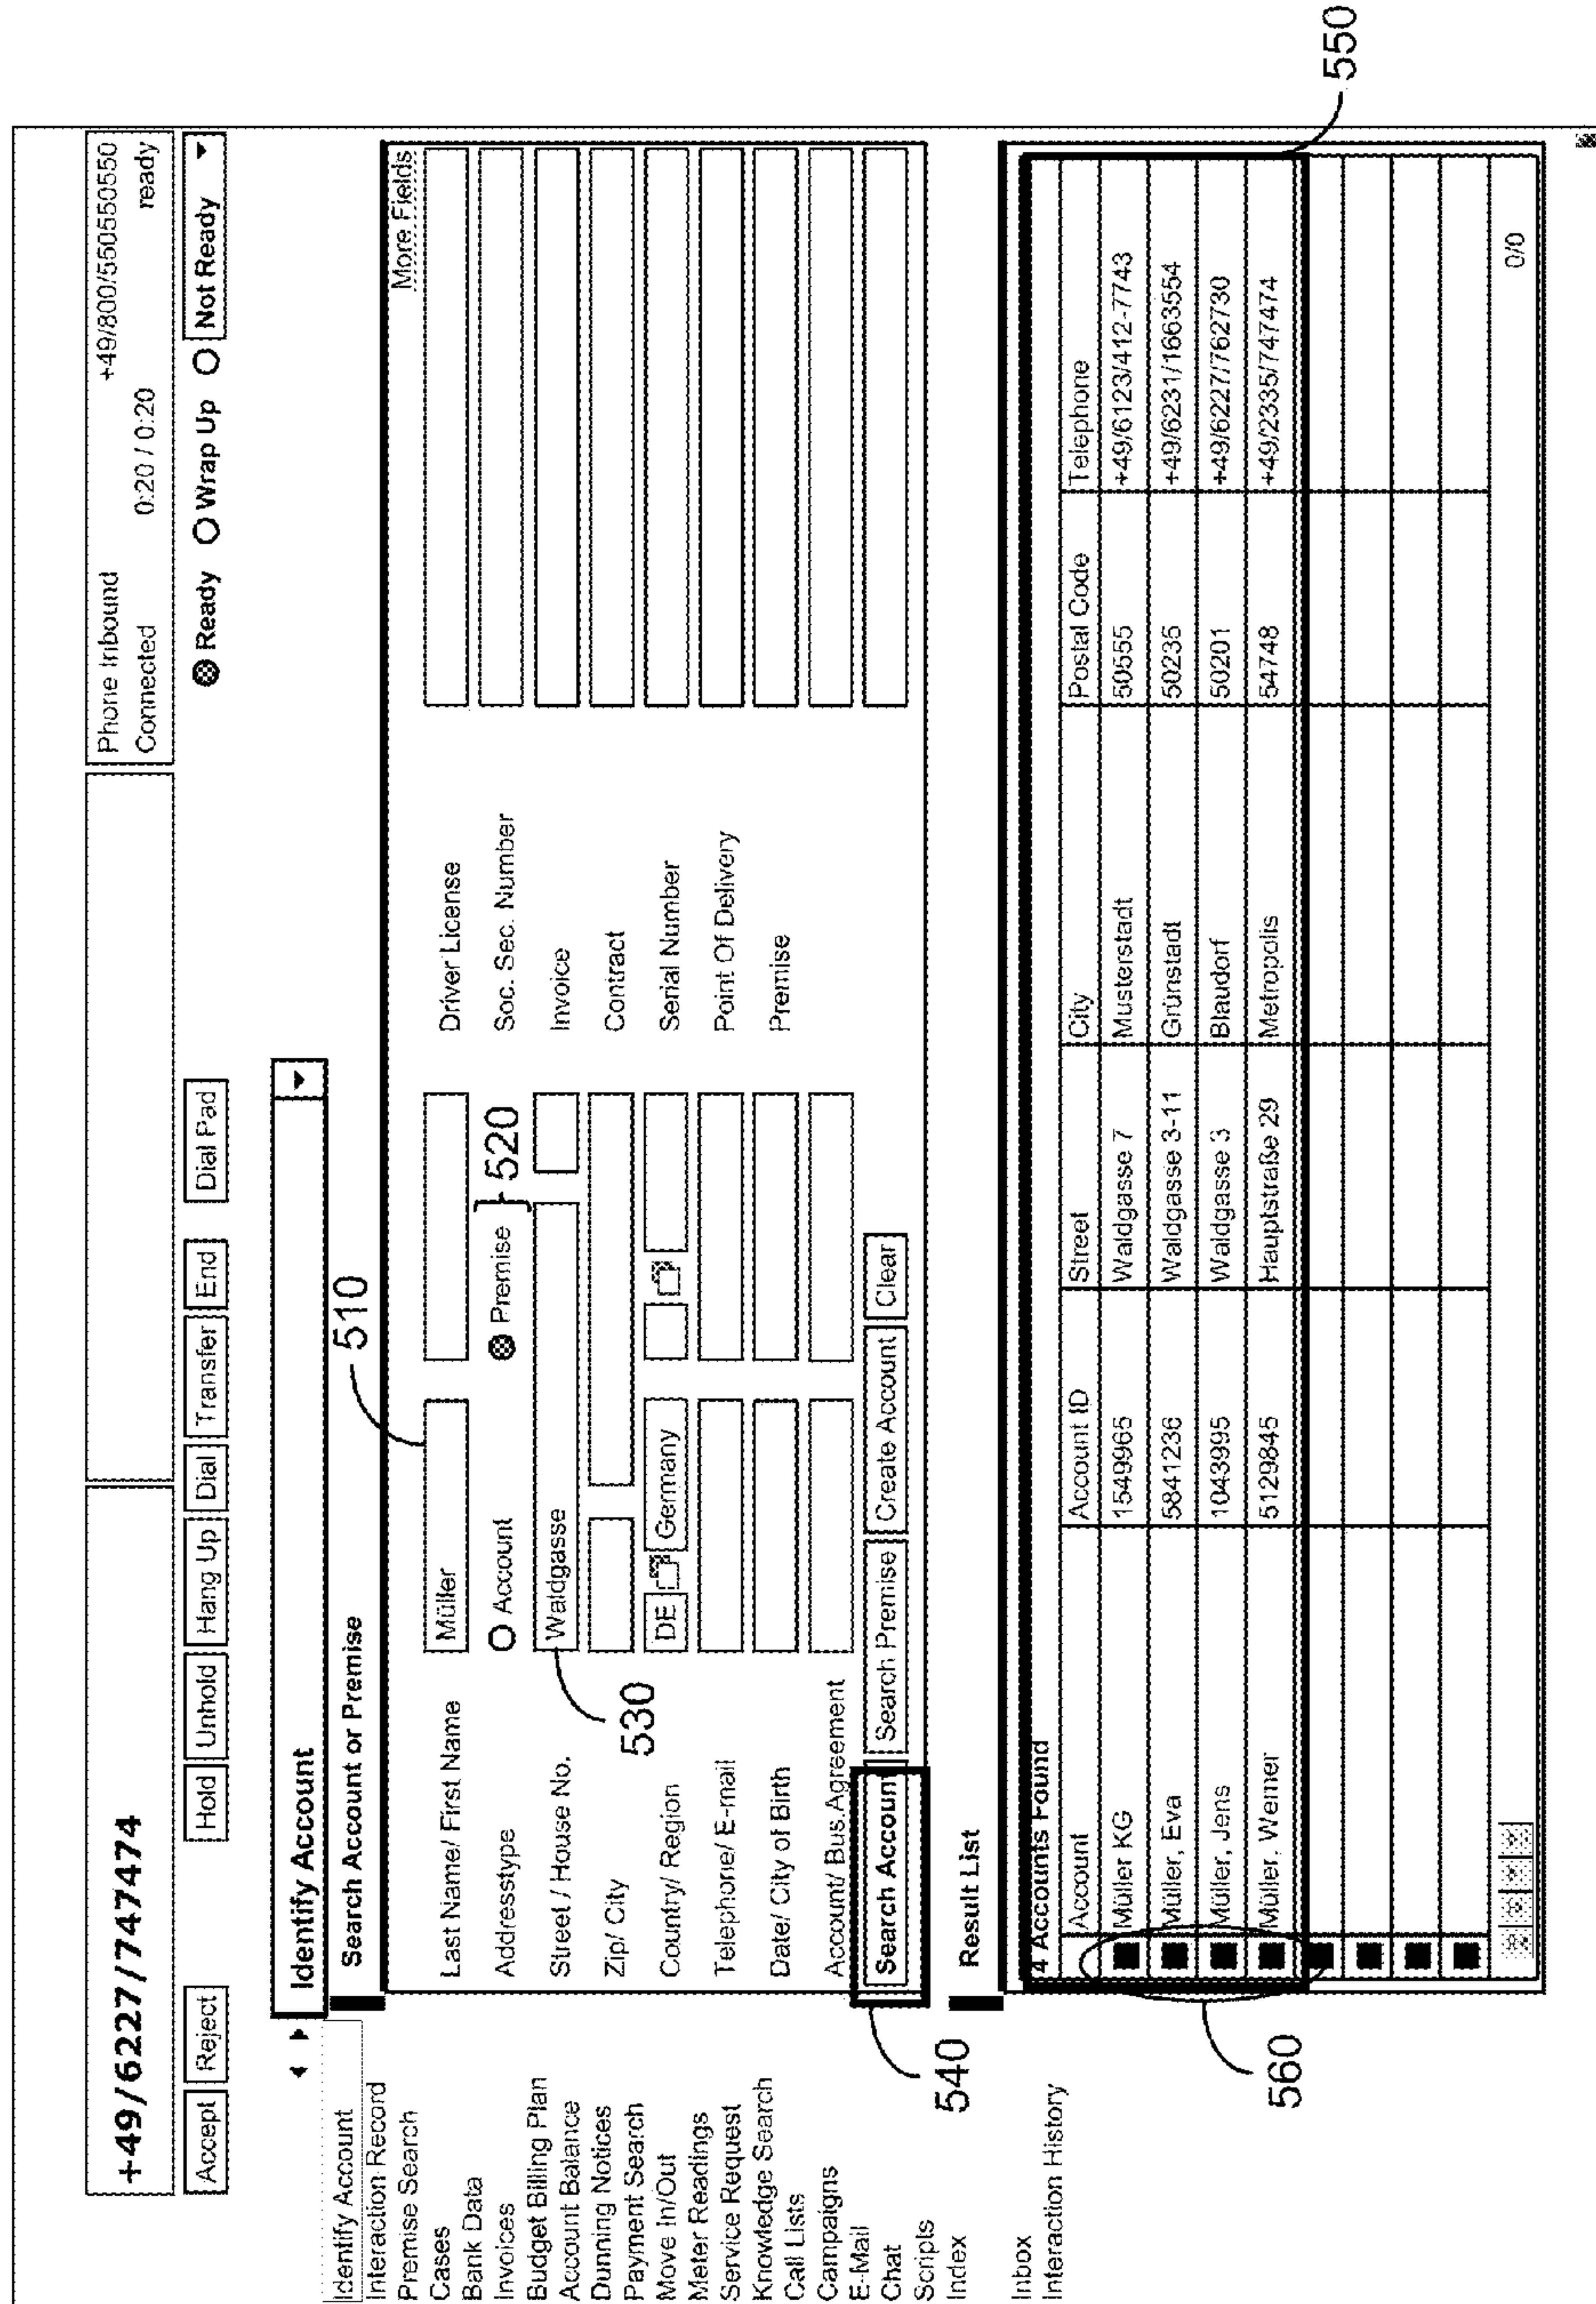 +49/6227/747474
Phone Inbound +49/800/550550550
Connected 0:20 / 0:20 ready
Accept Reject Hold Unhold Hang Up Dial Transfer End Dial Pad Ready Wrap Up Not Ready
Identify Account
Identify Account
Interaction Record
Premise Search
Cases
Bank Data
Invoices
Budget Billing Plan
Account Balance
Dunning Notices
Payment Search
Move In/Out
Meter Readings
Service Request
Knowledge Search
Call Lists
Campaigns
E-Mail
Chat
Scripts
Index
Inbox
Interaction History
Search Account or Premise
510
More Fields
Last Name/ First Name Müller Driver License
Addresstype Account Premise 520 Soc. Sec. Number
Street / House No. Waldgasse Invoice
530
Zip/ City Contract
Country/ Region DE Germany Serial Number
Telephone/ E-mail Point Of Delivery
Date/ City of Birth Premise
Account/ Bus.Agreement
Search Account Search Premise Create Account Clear
540
Result List
4 Accounts Found
550
Account Account ID Street City Postal Code Telephone
Müller KG 1549965 Waldgasse 7 Musterstadt 50555 +49/6123/412-7743
Müller, Eva 5841236 Waldgasse 3-11 Grünstadt 50235 +49/6231/1663554
Müller, Jens 1043995 Waldgasse 3 Blaudorf 50201 +49/6227/762730
Müller, Werner 5129845 Hauptstraße 29 Metropolis 54748 +49/2335/747474
560
0/0